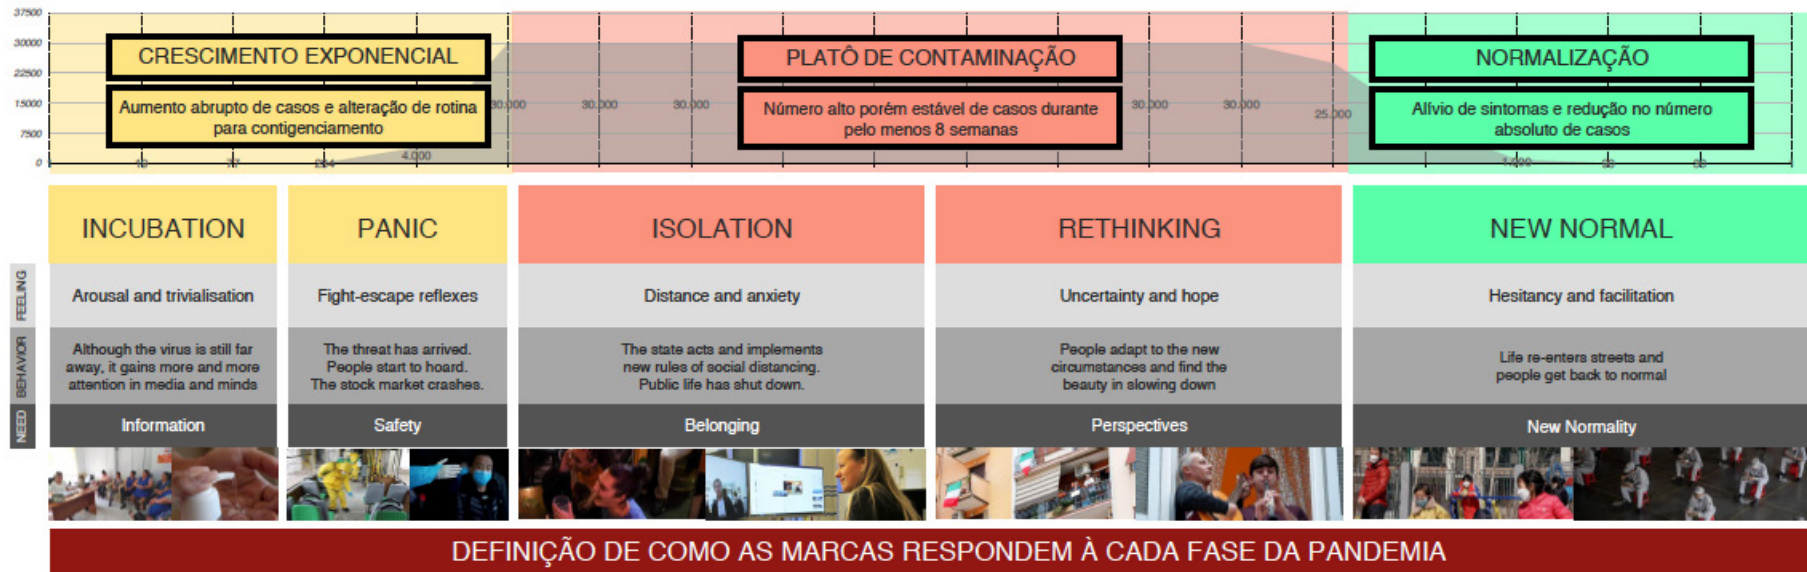 37500
30000
22500
15000
7500
0
CRESCIMENTO EXPONENCIAL
Aumento abrupto de casos e alteração de rotina
para contigenciamento
PLATÔ DE CONTAMINAÇÃO
Número alto porém estável de casos durante
pelo menos 8 semanas
NORMALIZAÇÃO
Alívio de sintomas e redução no número
absoluto de casos
4.000
30.000
30.000
30.000
30.000
30.000
25.000
1.000
INCUBATION
PANIC
ISOLATION
RETHINKING
NEW NORMAL
FEELING
Arousal and trivialisation
Fight-escape reflexes
Distance and anxiety
Uncertainty and hope
Hesitancy and facilitation
BEHAVIOR
Although the virus is still far
away, it gains more and more
attention in media and minds
The threat has arrived.
People start to hoard.
The stock market crashes.
The state acts and implements
new rules of social distancing.
Public life has shut down.
People adapt to the new
circumstances and find the
beauty in slowing down
Life re-enters streets and
people get back to normal
NEED
Information
Safety
Belonging
Perspectives
New Normality
DEFINIÇÃO DE COMO AS MARCAS RESPONDEM À CADA FASE DA PANDEMIA